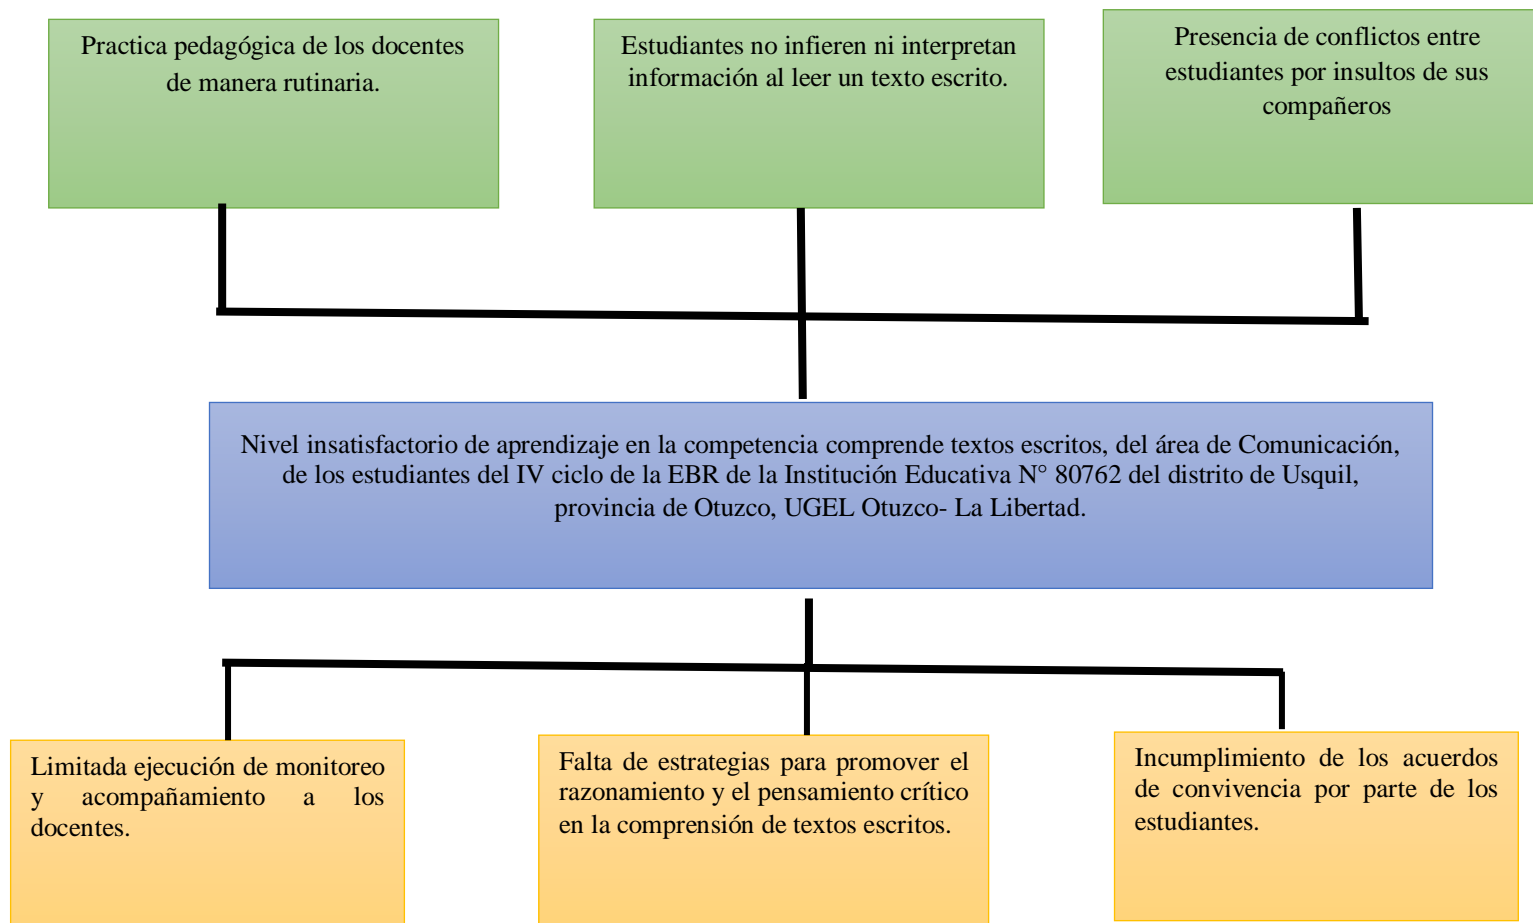 Practica pedagógica de los docentes
de manera rutinaria.
Estudiantes no infieren ni interpretan
información al leer un texto escrito.
Presencia de conflictos entre
estudiantes por insultos de sus
compañeros
Nivel insatisfactorio de aprendizaje en la competencia comprende textos escritos, del área de Comunicación,
de los estudiantes del IV ciclo de la EBR de la Institución Educativa N° 80762 del distrito de Usquil,
provincia de Otuzco, UGEL Otuzco- La Libertad.
Limitada ejecución de monitoreo
y acompañamiento a los
docentes.
Falta de estrategias para promover el
razonamiento y el pensamiento crítico
en la comprensión de textos escritos.
Incumplimiento de los acuerdos
de convivencia por parte de los
estudiantes.